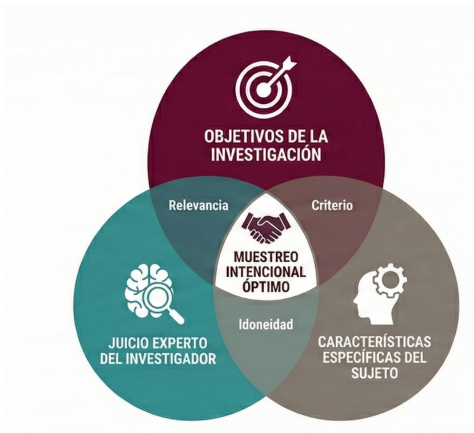 OBJETIVOS DE LA
INVESTIGACIÓN
Relevancia
Criterio
MUESTREO
INTENCIONAL
ÓPTIMO
Idoneidad
JUICIO EXPERTO
DEL INVESTIGADOR
CARACTERÍSTICAS
ESPECÍFICAS DEL
SUJETO